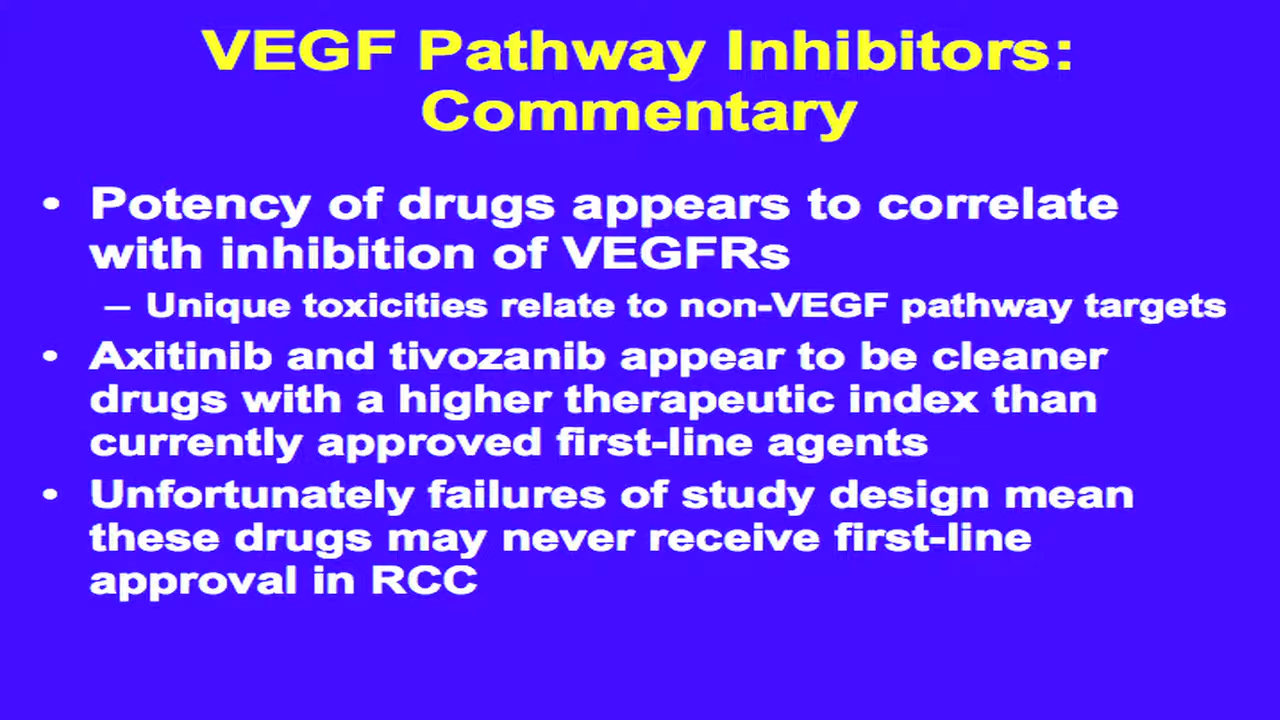 VEGF Pathway Inhibitors:
Commentary
• Potency of drugs appears to correlate
with inhibition of VEGFRs
– Unique toxicities relate to non-VEGF pathway targets
• Axitinib and tivozanib appear to be cleaner
drugs with a higher therapeutic index than
currently approved first-line agents
• Unfortunately failures of study design mean
these drugs may never receive first-line
approval in RCC